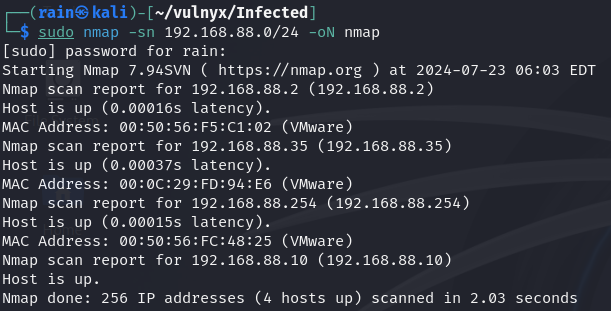 ┌──(rain㉿kali)-[~/vulnyx/Infected]
└─$ sudo nmap -sn 192.168.88.0/24 -oN nmap
[sudo] password for rain:
Starting Nmap 7.94SVN ( https://nmap.org ) at 2024-07-23 06:03 EDT
Nmap scan report for 192.168.88.2 (192.168.88.2)
Host is up (0.00016s latency).
MAC Address: 00:50:56:F5:C1:02 (VMware)
Nmap scan report for 192.168.88.35 (192.168.88.35)
Host is up (0.00037s latency).
MAC Address: 00:0C:29:FD:94:E6 (VMware)
Nmap scan report for 192.168.88.254 (192.168.88.254)
Host is up (0.00015s latency).
MAC Address: 00:50:56:FC:48:25 (VMware)
Nmap scan report for 192.168.88.10 (192.168.88.10)
Host is up.
Nmap done: 256 IP addresses (4 hosts up) scanned in 2.03 seconds